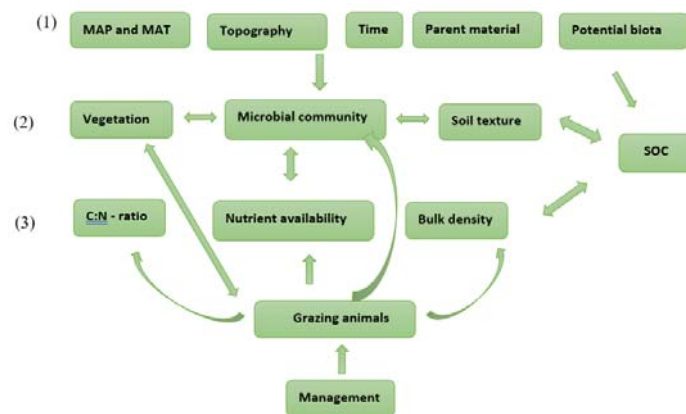 (1)
MAP and MAT
Topography
Time
Parent material
Potential biota
(2)
Vegetation
Microbial community
Soil texture
SOC
(3)
C:N - ratio
Nutrient availability
Bulk density
Grazing animals
Management